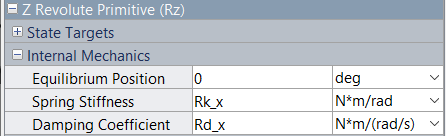 Z Revolute Primitive (Rz)
State Targets
Internal Mechanics
Equilibrium Position 0 deg
Spring Stiffness Rk_x N*m/rad
Damping Coefficient Rd_x N*m/(rad/s)